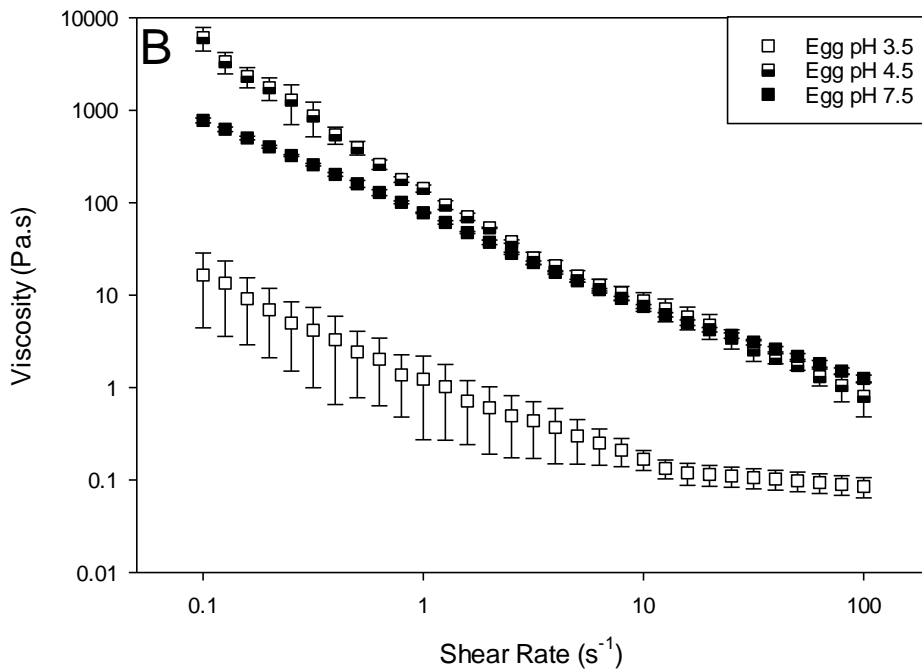 B
Egg pH 3.5
Egg pH 4.5
Egg pH 7.5
10000
1000
100
10
1
0.1
0.01
Viscosity (Pa.s)
0.1
1
10
100
Shear Rate (s⁻¹)